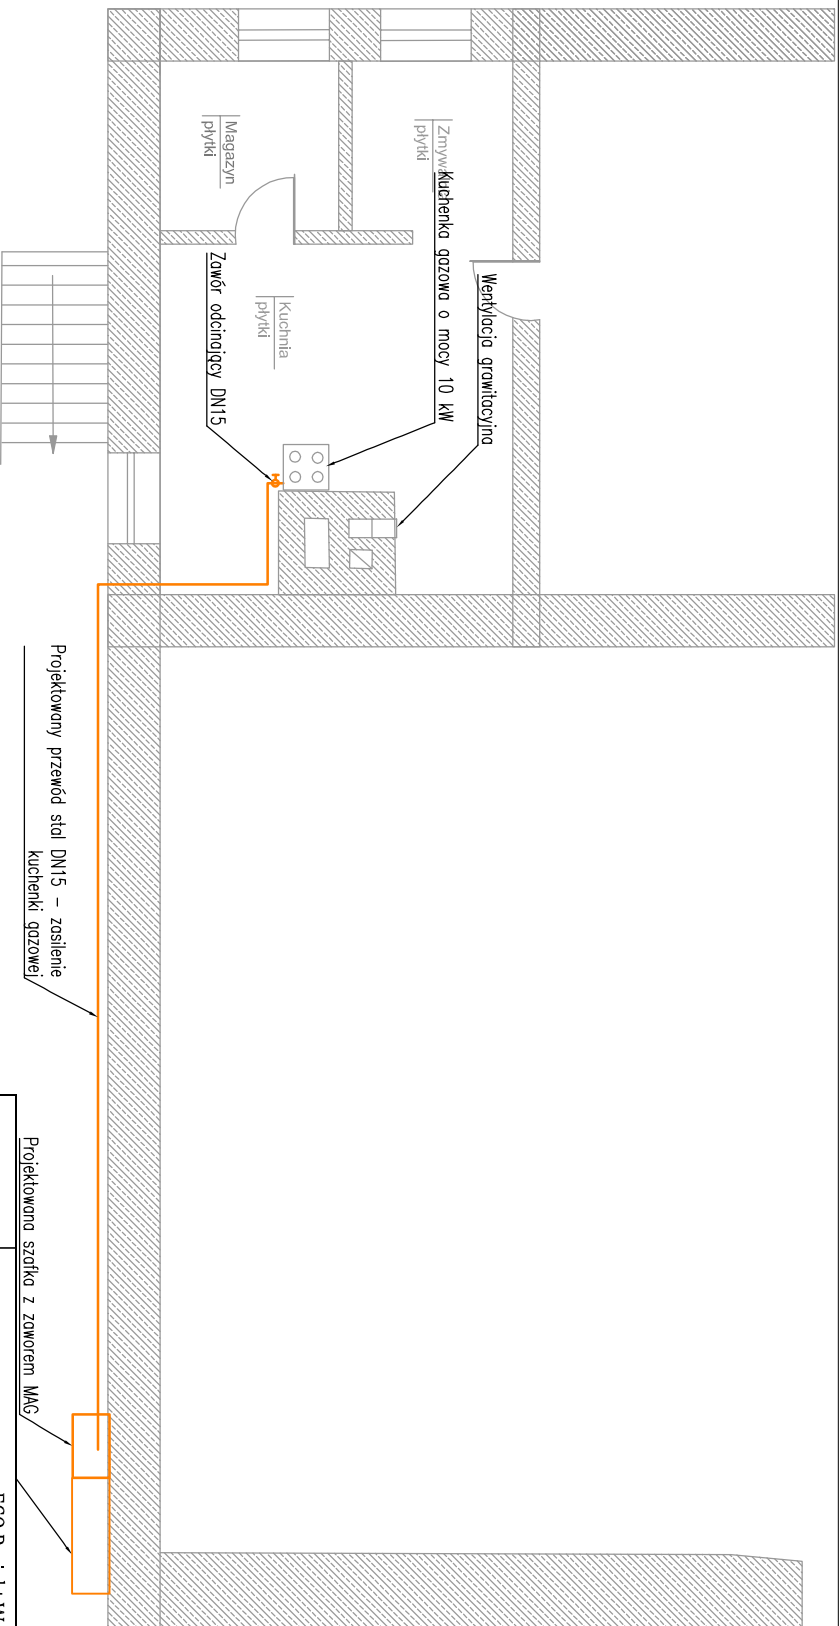 Zmywa
płytki
Magazyn
płytki
Kuchenka gazowa o mocy 10 kW
Wentylacja grawitacyjna
Kuchnia
płytki
Zawór odcinający DN15
Projektowany przewód stal DN15 – zasilenie
kuchenki gazowej
Projektowana szafka z zaworem MAG